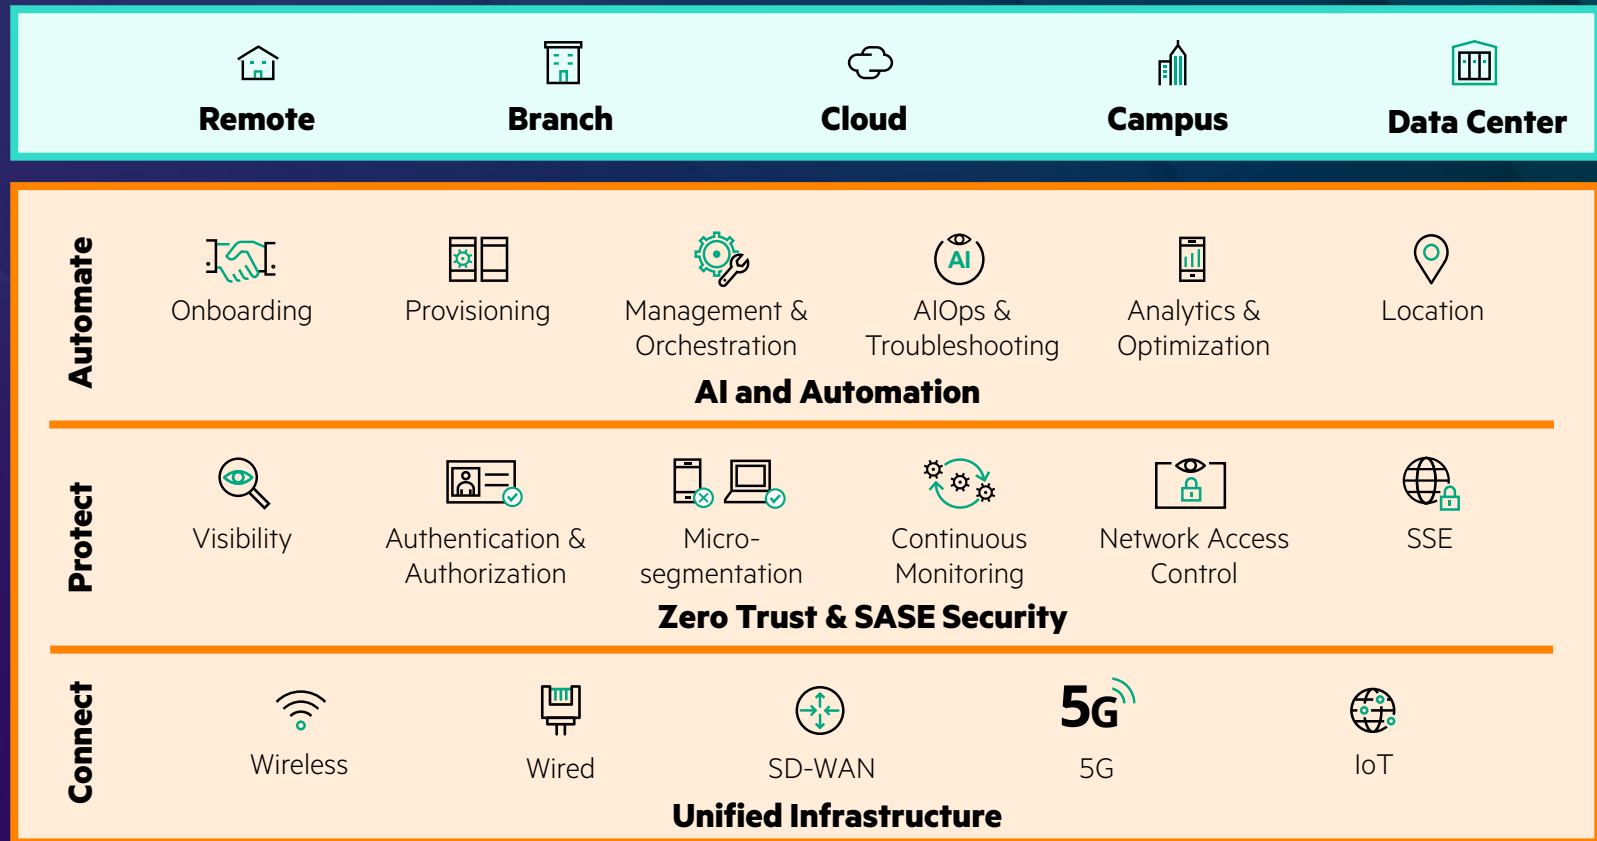 Remote
Branch
Cloud
Campus
Data Center
Automate
Onboarding
Provisioning
Management &
Orchestration
AI
AIOps &
Troubleshooting
Analytics &
Optimization
Location
AI and Automation
Protect
Visibility
Authentication &
Authorization
Micro-
segmentation
Continuous
Monitoring
Network Access
Control
SSE
Zero Trust & SASE Security
Connect
Wireless
Wired
SD-WAN
5G
5G
IoT
Unified Infrastructure